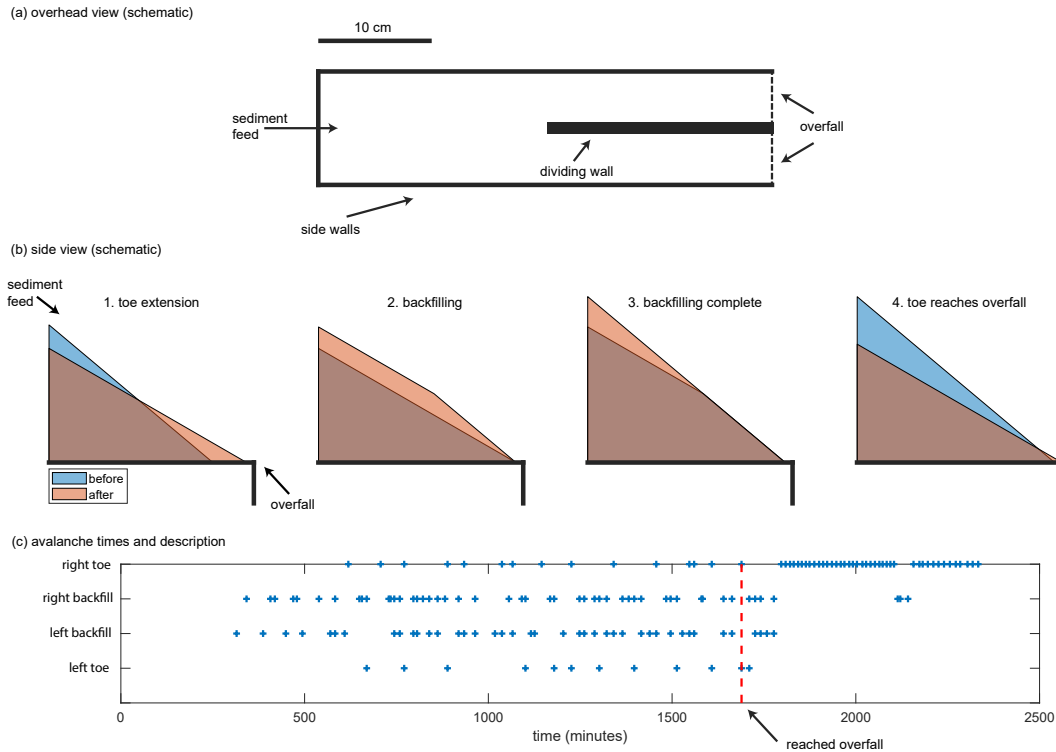 (a) overhead view (schematic)
10 cm
sediment
feed
overfall
dividing wall
side walls
(b) side view (schematic)
sediment
feed
1. toe extension
2. backfilling
3. backfilling complete
4. toe reaches overfall
before
after
overfall
(c) avalanche times and description
right toe
right backfill
left backfill
left toe
0
500
1000
1500
2000
2500
time (minutes)
reached overfall